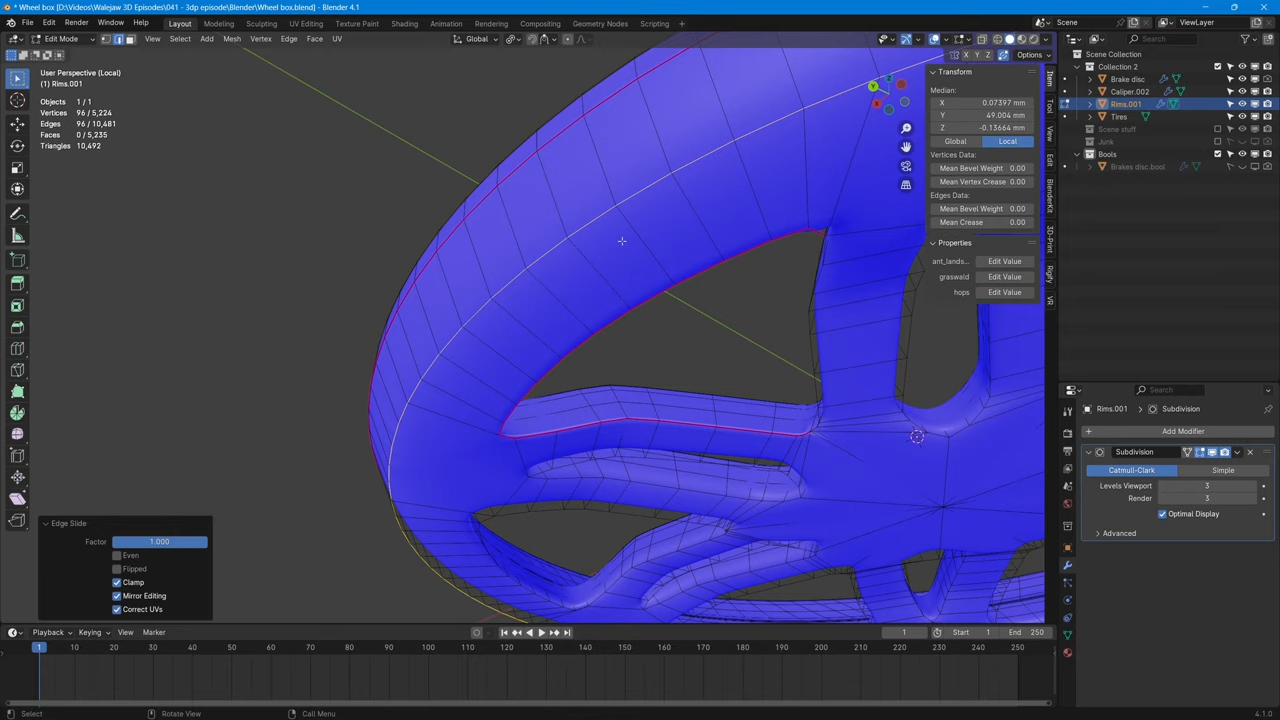 * Wheel box [D:\Videos\Walejaw 3D Episodes\041 - 3dp episode\Blender\Wheel box.blend] - Blender 4.1
File Edit Render Window Help Layout Modeling Sculpting UV Editing Texture Paint Shading Animation Rendering Compositing Geometry Nodes Scripting + Scene ViewLayer
Edit Mode View Select Add Mesh Vertex Edge Face UV Global
X Y Z Options
User Perspective (Local)
(1) Rims.001
Objects 1 / 1
Vertices 96 / 5,224
Edges 96 / 10,481
Faces 0 / 5,235
Triangles 10,492
Transform
Median:
X 0.07397 mm
Y 49.004 mm
Z -0.13664 mm
Global Local
Vertices Data:
Mean Bevel Weight 0.00
Mean Vertex Crease 0.00
Edges Data:
Mean Bevel Weight 0.00
Mean Crease 0.00
Properties
ant_lands... Edit Value
graswald Edit Value
hops Edit Value
Item
Tool
View
Edit
BlenderKit
3D-Print
Rigify
VR
Search
Scene Collection
Collection 2
Brake disc
Caliper.002
Rims.001
Tires
Scene stuff
Junk
Bools
Brakes disc.bool
Search
Rims.001 > Subdivision
+ Add Modifier
Subdivision
Catmull-Clark Simple
Levels Viewport 3
Render 3
Optimal Display
Advanced
Edge Slide
Factor 1.000
Even
Flipped
Clamp
Mirror Editing
Correct UVs
Playback Keying View Marker 1 Start 1 End 250
1 10 20 30 40 50 60 70 80 90 100 110 120 130 140 150 160 170 180 190 200 210 220 230 240 250
Select Rotate View Call Menu 4.1.0